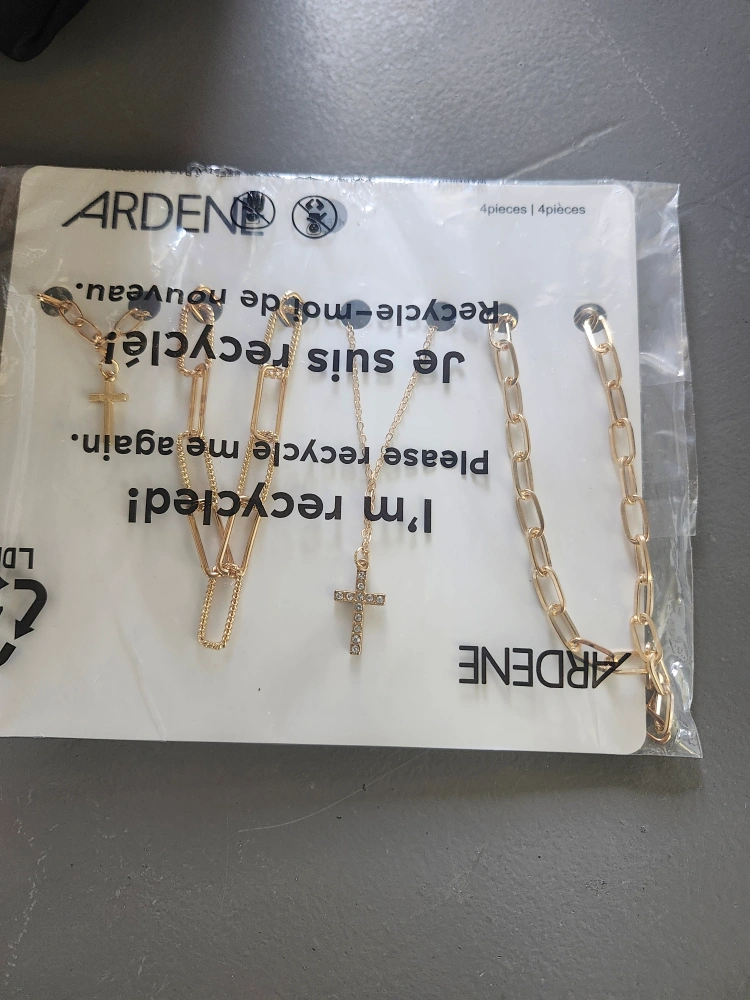 ARDENE
4pieces | 4pièces
I'm recycled!
Please recycle me again.
Je suis recyclé!
Recycle-moi de nouveau.
ARDENE